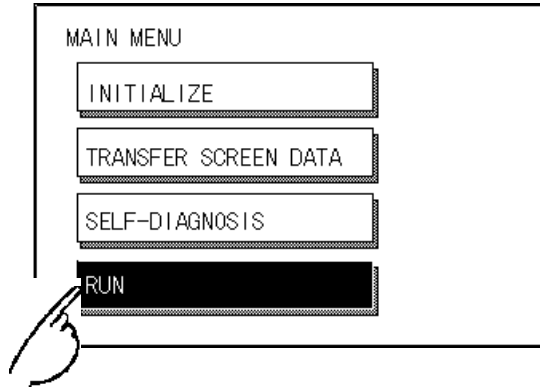 MAIN MENU
INITIALIZE
TRANSFER SCREEN DATA
SELF-DIAGNOSIS
RUN